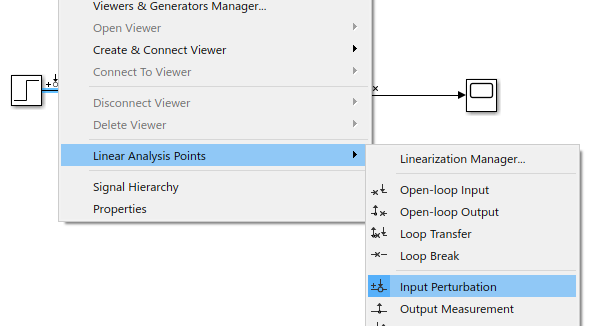 Viewers & Generators Manager...
Open Viewer
Create & Connect Viewer
Connect To Viewer
Disconnect Viewer
Delete Viewer
Linear Analysis Points
Signal Hierarchy
Properties
Linearization Manager...
Open-loop Input
Open-loop Output
Loop Transfer
Loop Break
Input Perturbation
Output Measurement